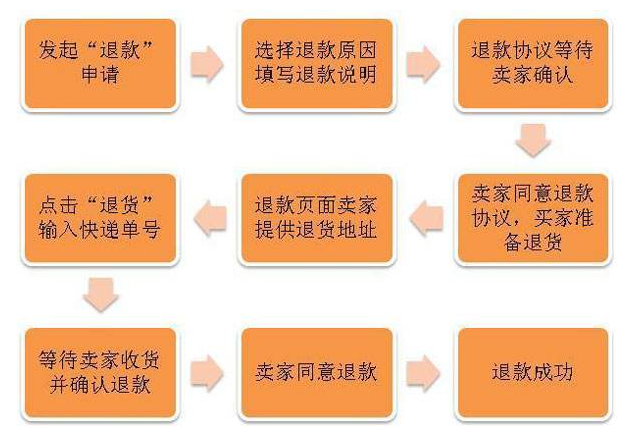 发起“退款”
申请
选择退款原因
填写退款说明
退款协议等待
卖家确认
卖家同意退款
协议，买家准
备退货
退款页面卖家
提供退货地址
点击“退货”
输入快递单号
等待卖家收货
并确认退款
卖家同意退款
退款成功